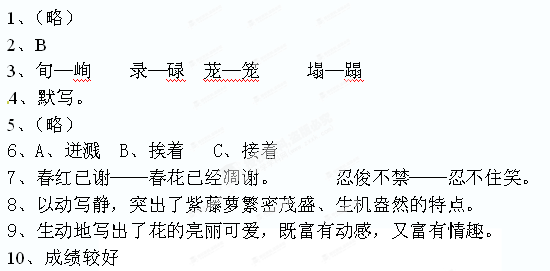 1、（略）
2、B
3、旬—峋 录—碌 茏—笼 塌—蹋
4、默写。
5、（略）
6、A、迸溅 B、挨着 C、接着
7、春红已谢——春花已经凋谢。 忍俊不禁——忍不住笑。
8、以动写静，突出了紫藤萝繁密茂盛、生机盎然的特点。
9、生动地写出了花的亮丽可爱，既富有动感，又富有情趣。
10、成绩较好